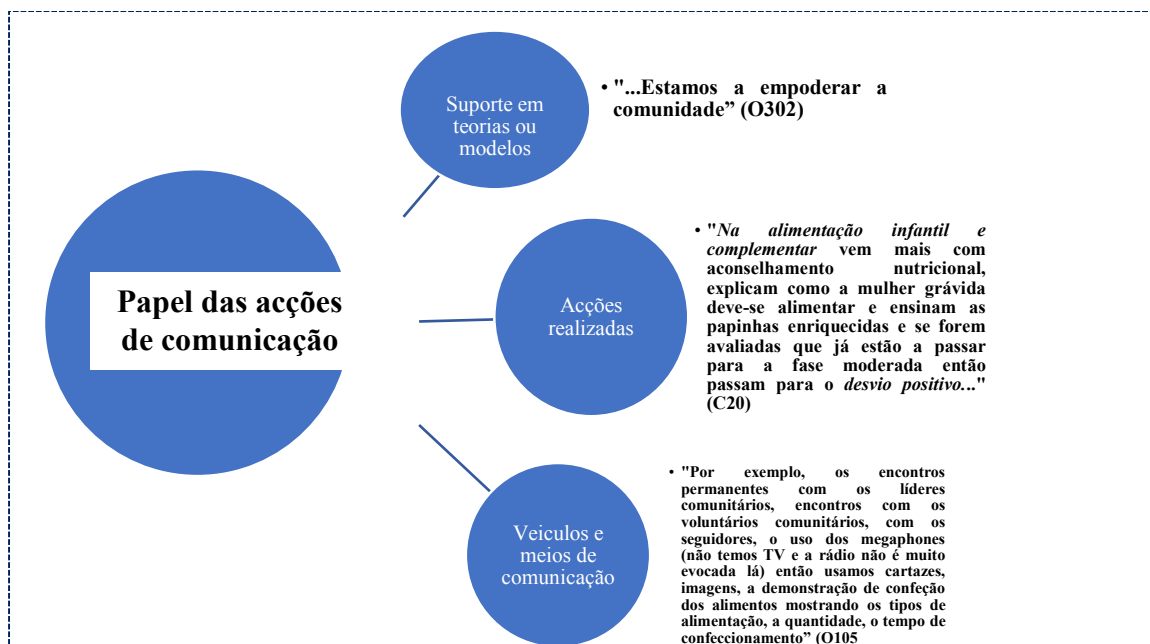 Suporte em
teorias ou
modelos
• "...Estamos a empoderar a
comunidade” (O302)
Papel das acções
de comunicação
Acções
realizadas
• "Na alimentação infantil e
complementar vem mais com
aconselhamento nutricional,
explicam como a mulher grávida
deve-se alimentar e ensinam as
papinhas enriquecidas e se forem
avaliadas que já estão a passar
para a fase moderada então
passam para o desvio positivo..."
(C20)
Veiculos e
meios de
comunicação
• "Por exemplo, os encontros
permanentes com os líderes
comunitários, encontros com os
voluntários comunitários, com os
seguidores, o uso dos megaphones
(não temos TV e a rádio não é muito
evocada lá) então usamos cartazes,
imagens, a demonstração de confeção
dos alimentos mostrando os tipos de
alimentação, a quantidade, o tempo de
confeccionamento” (O105